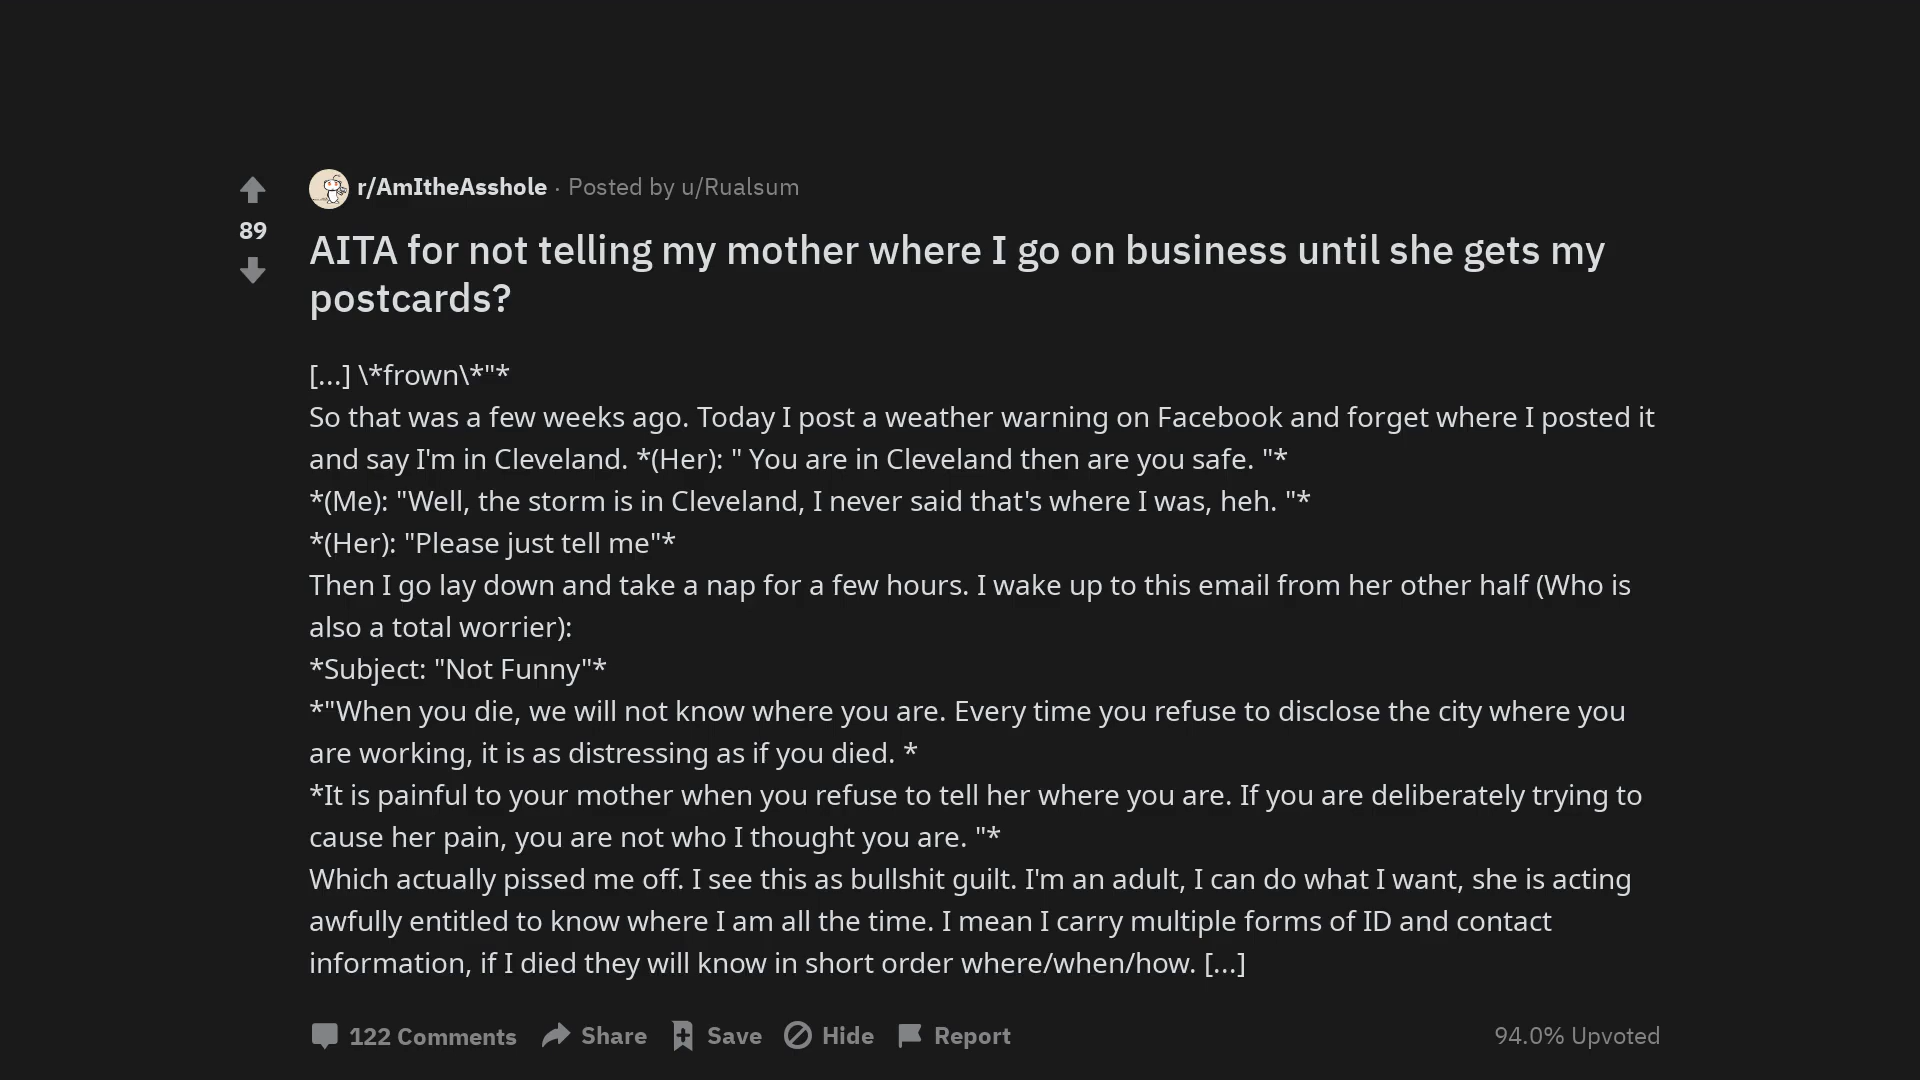 r/AmItheAsshole · Posted by u/Rualsum
89
AITA for not telling my mother where I go on business until she gets my
postcards?
[...] \*frown\*"*
So that was a few weeks ago. Today I post a weather warning on Facebook and forget where I posted it
and say I'm in Cleveland. *(Her): " You are in Cleveland then are you safe. "*
*(Me): "Well, the storm is in Cleveland, I never said that's where I was, heh. "*
*(Her): "Please just tell me"*
Then I go lay down and take a nap for a few hours. I wake up to this email from her other half (Who is
also a total worrier):
*Subject: "Not Funny"*
*"When you die, we will not know where you are. Every time you refuse to disclose the city where you
are working, it is as distressing as if you died. *
*It is painful to your mother when you refuse to tell her where you are. If you are deliberately trying to
cause her pain, you are not who I thought you are. "*
Which actually pissed me off. I see this as bullshit guilt. I'm an adult, I can do what I want, she is acting
awfully entitled to know where I am all the time. I mean I carry multiple forms of ID and contact
information, if I died they will know in short order where/when/how. [...]
122 Comments Share Save Hide Report 94.0% Upvoted